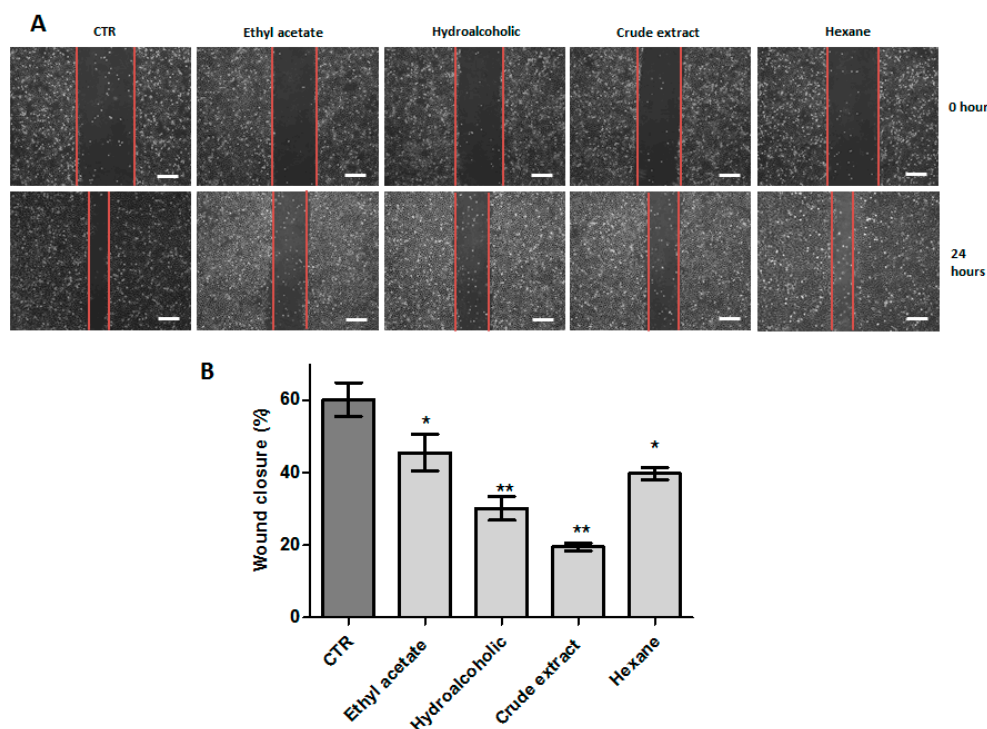 A
CTR
Ethyl acetate
Hydroalcoholic
Crude extract
Hexane
0 hour
24
hours
B
Wound closure (%)
60
40
20
0
*
**
**
*
CTR
Ethyl acetate
Hydroalcoholic
Crude extract
Hexane